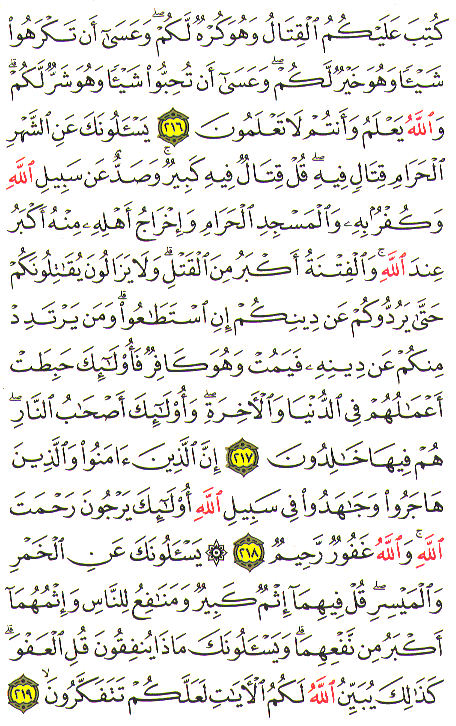 كُتِبَ عَلَيْكُمُ ٱلْقِتَالُ وَهُوَ كُرْهٌ لَّكُمْ ۖ وَعَسَىٰٓ أَن تَكْرَهُوا۟
شَيْـًٔا وَهُوَ خَيْرٌ لَّكُمْ ۖ وَعَسَىٰٓ أَن تُحِبُّوا۟ شَيْـًٔا وَهُوَ شَرٌّ لَّكُمْ ۗ
وَٱللَّهُ يَعْلَمُ وَأَنتُمْ لَا تَعْلَمُونَ ٢١٦ يَسْـَٔلُونَكَ عَنِ ٱلشَّهْرِ
ٱلْحَرَامِ قِتَالٍ فِيهِ ۖ قُلْ قِتَالٌ فِيهِ كَبِيرٌ ۖ وَصَدٌّ عَن سَبِيلِ ٱللَّهِ
وَكُفْرٌۢ بِهِۦ وَٱلْمَسْجِدِ ٱلْحَرَامِ وَإِخْرَاجُ أَهْلِهِۦ مِنْهُ أَكْبَرُ
عِندَ ٱللَّهِ ۚ وَٱلْفِتْنَةُ أَكْبَرُ مِنَ ٱلْقَتْلِ ۗ وَلَا يَزَالُونَ يُقَـٰتِلُونَكُمْ
حَتَّىٰ يَرُدُّوكُمْ عَن دِينِكُمْ إِنِ ٱسْتَطَـٰعُوا۟ ۚ وَمَن يَرْتَدِدْ
مِنكُمْ عَن دِينِهِۦ فَيَمُتْ وَهُوَ كَافِرٌ فَأُو۟لَـٰٓئِكَ حَبِطَتْ
أَعْمَـٰلُهُمْ فِى ٱلدُّنْيَا وَٱلْـَٔاخِرَةِ ۖ وَأُو۟لَـٰٓئِكَ أَصْحَـٰبُ ٱلنَّارِ ۖ
هُمْ فِيهَا خَـٰلِدُونَ ٢١٧ إِنَّ ٱلَّذِينَ ءَامَنُوا۟ وَٱلَّذِينَ
هَاجَرُوا۟ وَجَـٰهَدُوا۟ فِى سَبِيلِ ٱللَّهِ أُو۟لَـٰٓئِكَ يَرْجُونَ رَحْمَتَ
ٱللَّهِ ۚ وَٱللَّهُ غَفُورٌ رَّحِيمٌ ٢١٨ ۞ يَسْـَٔلُونَكَ عَنِ ٱلْخَمْرِ
وَٱلْمَيْسِرِ ۖ قُلْ فِيهِمَآ إِثْمٌ كَبِيرٌ وَمَنَـٰفِعُ لِلنَّاسِ وَإِثْمُهُمَآ
أَكْبَرُ مِن نَّفْعِهِمَا ۗ وَيَسْـَٔلُونَكَ مَاذَا يُنفِقُونَ قُلِ ٱلْعَفْوَ ۗ
كَذَٰلِكَ يُبَيِّنُ ٱللَّهُ لَكُمُ ٱلْـَٔايَـٰتِ لَعَلَّكُمْ تَتَفَكَّرُونَ ٢١٩